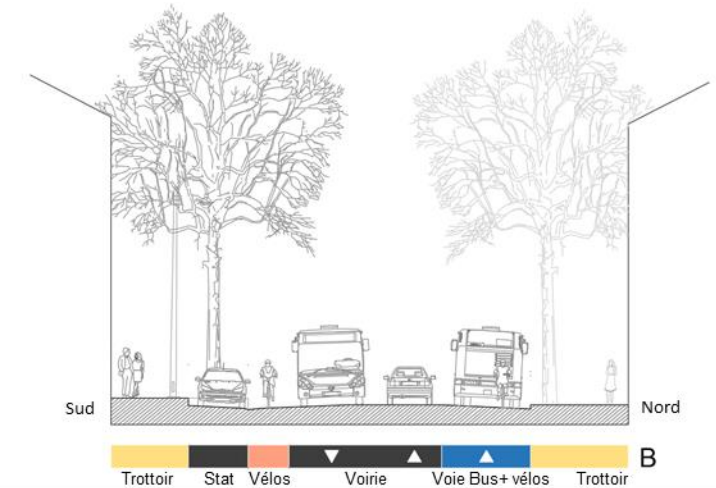 Sud
Nord
B
Trottoir Stat Vélos Voirie Voie Bus+ vélos Trottoir